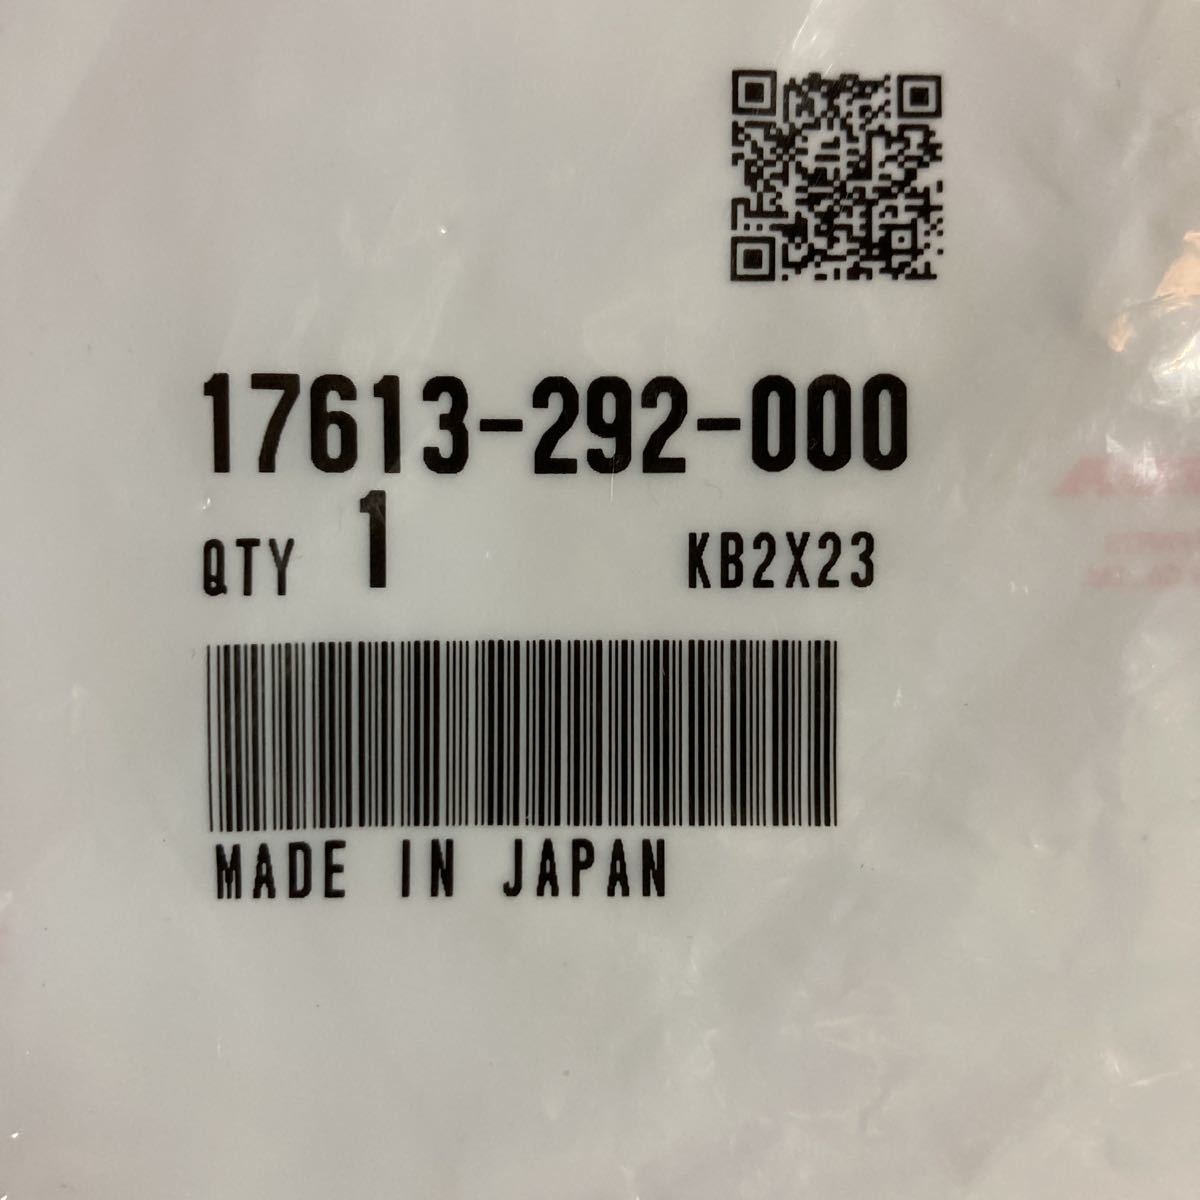 17613-292-000
QTY 1 KB2X23
MADE IN JAPAN